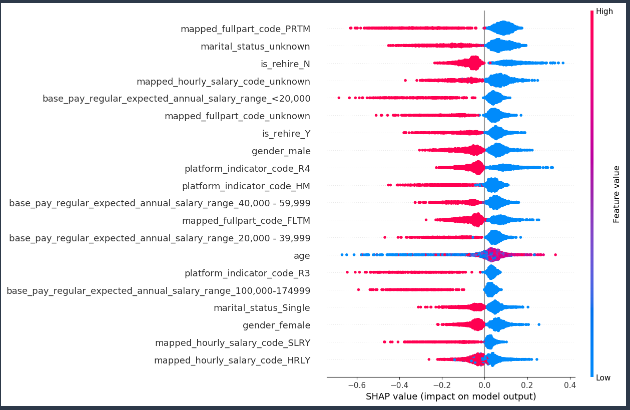 High
mapped_fullpart_code_PRTM
marital_status_unknown
is_rehire_N
mapped_hourly_salary_code_unknown
base_pay_regular_expected_annual_salary_range_<20,000
mapped_fullpart_code_unknown
is_rehire_Y
gender_male
platform_indicator_code_R4
platform_indicator_code_HM
base_pay_regular_expected_annual_salary_range_40,000 - 59,999
mapped_fullpart_code_FLTM
base_pay_regular_expected_annual_salary_range_20,000 - 39,999
age
platform_indicator_code_R3
base_pay_regular_expected_annual_salary_range_100,000-174999
marital_status_Single
gender_female
mapped_hourly_salary_code_SLRY
mapped_hourly_salary_code_HRLY
Feature value
Low
−0.6 −0.4 −0.2 0.0 0.2 0.4
SHAP value (impact on model output)